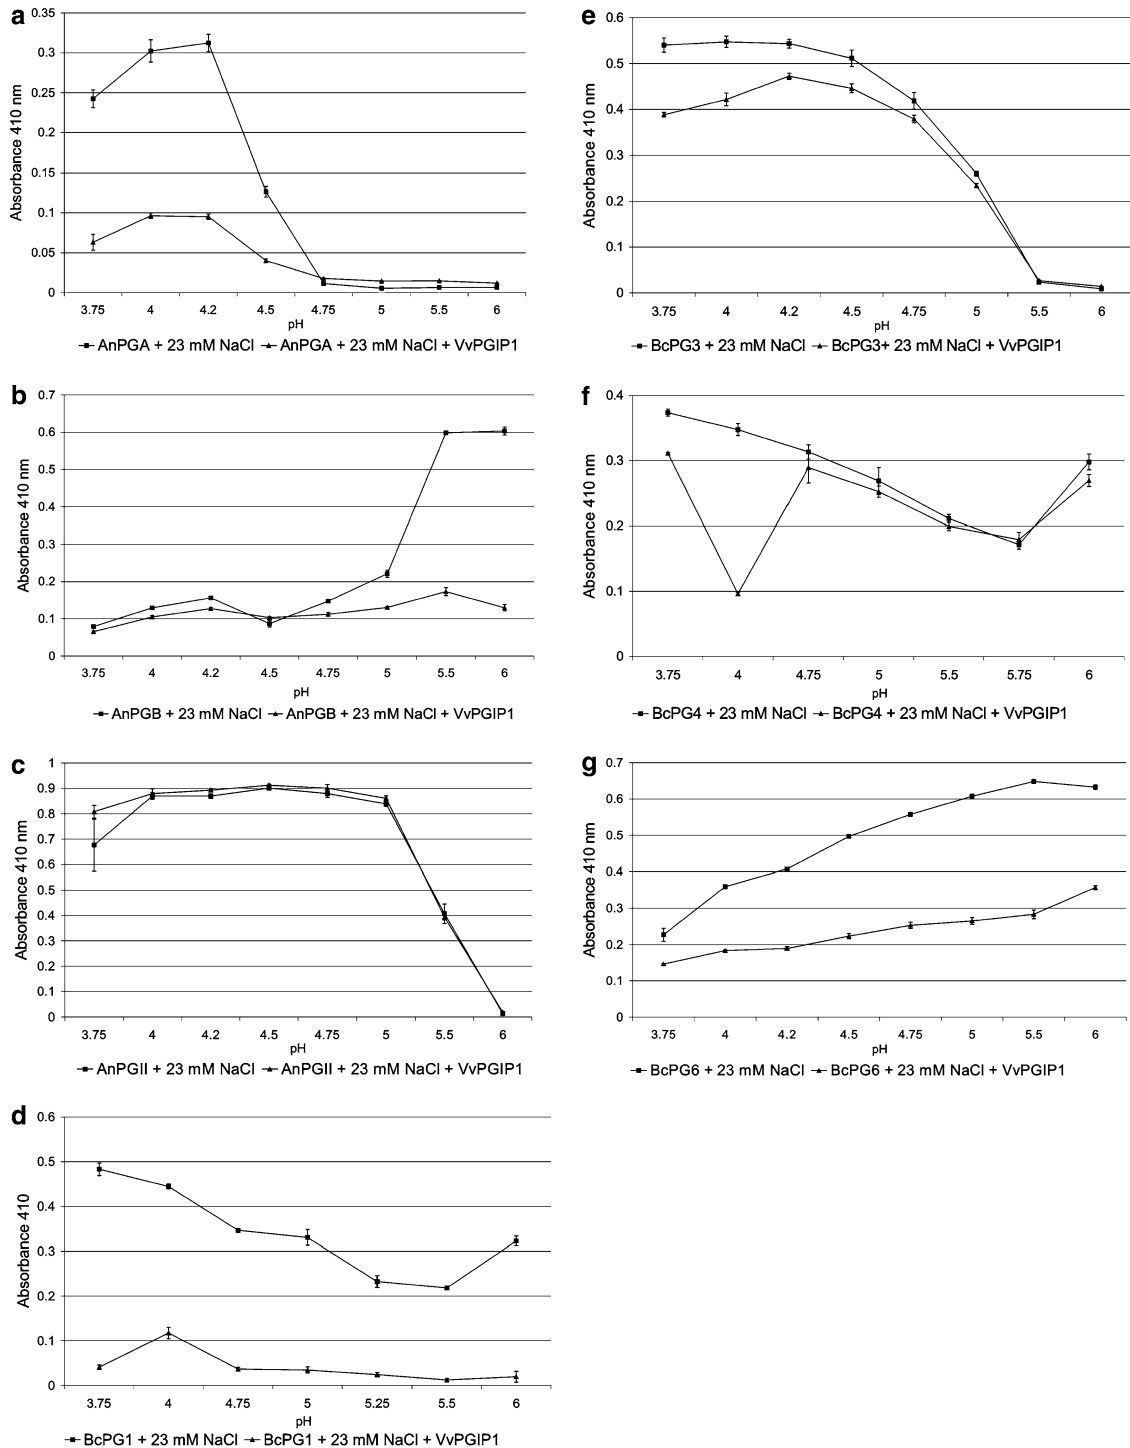 a
0.35
0.3
0.25
0.2
0.15
0.1
0.05
0
Absorbance 410 nm
3.75 4 4.2 4.5 4.75 5 5.5 6
pH
AnPGA + 23 mM NaCl AnPGA + 23 mM NaCl + VvPGIP1
b
0.7
0.6
0.5
0.4
0.3
0.2
0.1
0
Absorbance 410 nm
3.75 4 4.2 4.5 4.75 5 5.5 6
pH
AnPGB + 23 mM NaCl AnPGB + 23 mM NaCl + VvPGIP1
c
1
0.9
0.8
0.7
0.6
0.5
0.4
0.3
0.2
0.1
0
Absorbance 410 nm
3.75 4 4.2 4.5 4.75 5 5.5 6
pH
AnPGII + 23 mM NaCl AnPGII + 23 mM NaCl + VvPGIP1
d
0.6
0.5
0.4
0.3
0.2
0.1
0
Absorbance 410
3.75 4 4.75 5 5.25 5.5 6
pH
BcPG1 + 23 mM NaCl BcPG1 + 23 mM NaCl + VvPGIP1
e
0.6
0.5
0.4
0.3
0.2
0.1
0
Absorbance 410 nm
3.75 4 4.2 4.5 4.75 5 5.5 6
pH
BcPG3 + 23 mM NaCl BcPG3+ 23 mM NaCl + VvPGIP1
f
0.4
0.3
0.2
0.1
0
Absorbance 410 nm
3.75 4 4.75 5 5.5 5.75 6
pH
BcPG4 + 23 mM NaCl BcPG4 + 23 mM NaCl + VvPGIP1
g
0.7
0.6
0.5
0.4
0.3
0.2
0.1
0
Absorbance 410 nm
3.75 4 4.2 4.5 4.75 5 5.5 6
pH
BcPG6 + 23 mM NaCl BcPG6 + 23 mM NaCl + VvPGIP1